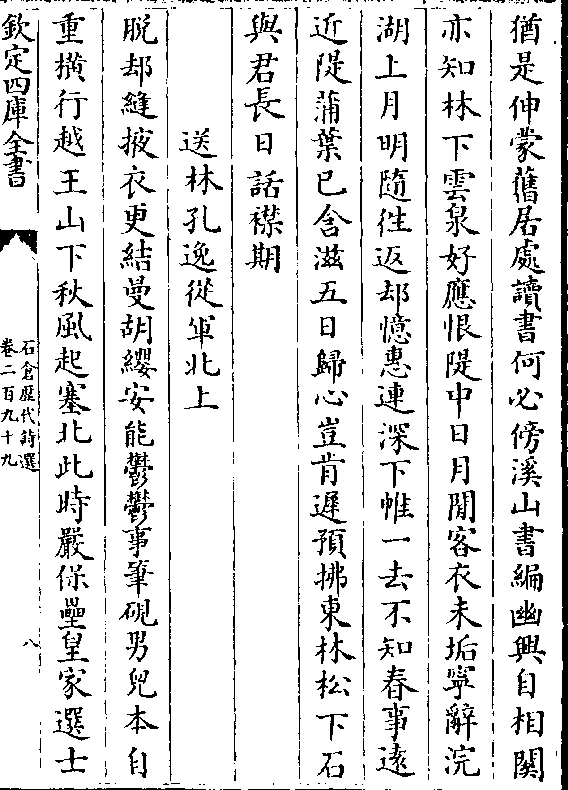 猶是仲蒙舊居處讀書何必傍溪山書編幽興自相關
亦知林下雲泉好應恨隄中日月閒客衣未垢寧辭浣
湖上月明隨徃返却憶惠連深下帷一去不知春事遠
近隄蒲葉已含滋五日歸心豈肯遲預拂東林松下石
與君長日話襟期
送林孔逸從軍北上
脱却縫掖衣更結曼胡纓安能鬱鬱事筆硯男兒本自
重橫行越王山下秋風起塞北此時嚴保壘皇家選士
欽定四庫全書
石倉歷代詩選
卷二百九十九
八